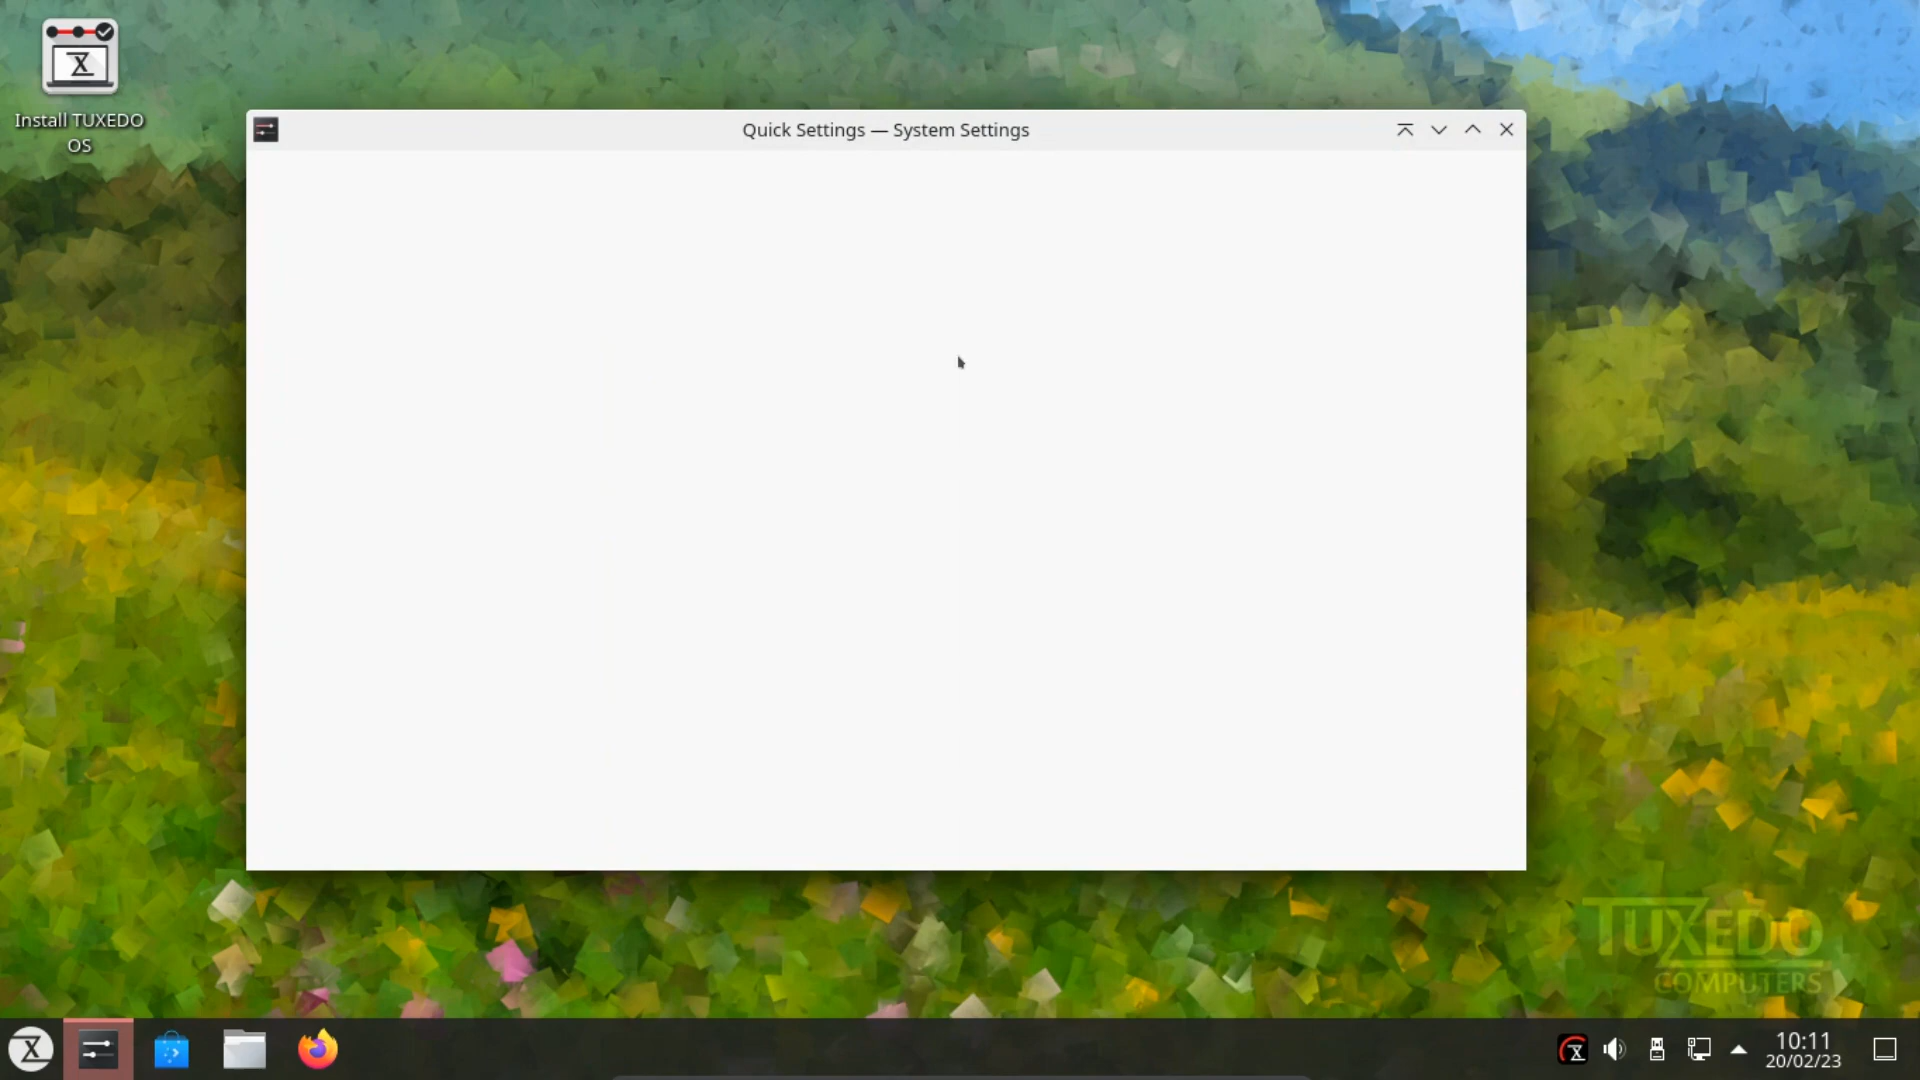 Install TUXEDO
OS
Quick Settings — System Settings
TUXEDO
COMPUTERS
10:11
20/02/23